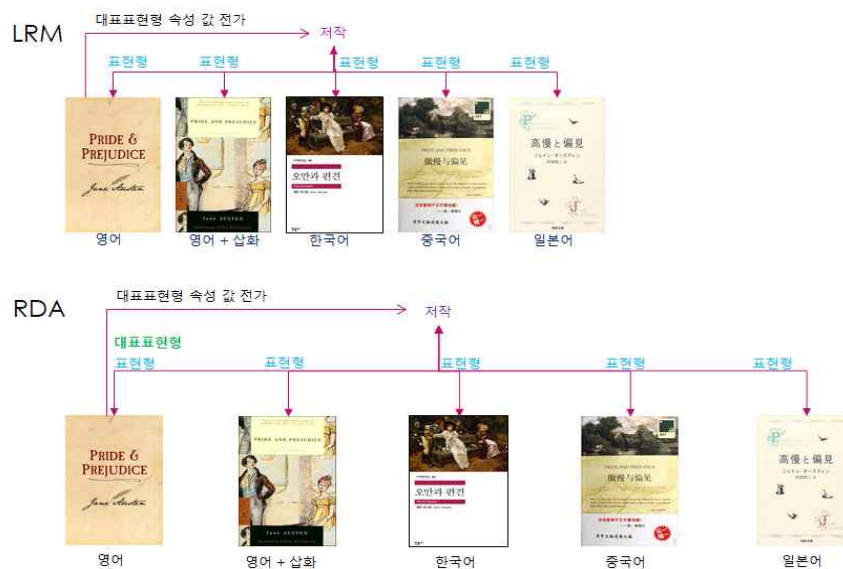 대표표현형 속성 값 전가
LRM
저작
표현형 표현형 표현형 표현형 표현형
PRIDE &
PREJUDICE
Jane Austen
PRIDE AND PREJUDICE
JANE AUSTEN
오만과 편견
PRIDE AND PREJUDICE
傲慢与偏见
高慢と偏見
ジェイン・オースティン
영어 영어 + 삽화 한국어 중국어 일본어
대표표현형 속성 값 전가
RDA
저작
대표표현형
표현형 표현형 표현형 표현형 표현형
PRIDE &
PREJUDICE
Jane Austen
PRIDE AND PREJUDICE
JANE AUSTEN
오만과 편견
PRIDE AND PREJUDICE
傲慢与偏见
高慢と偏見
ジェイン・オースティン
영어 영어 + 삽화 한국어 중국어 일본어